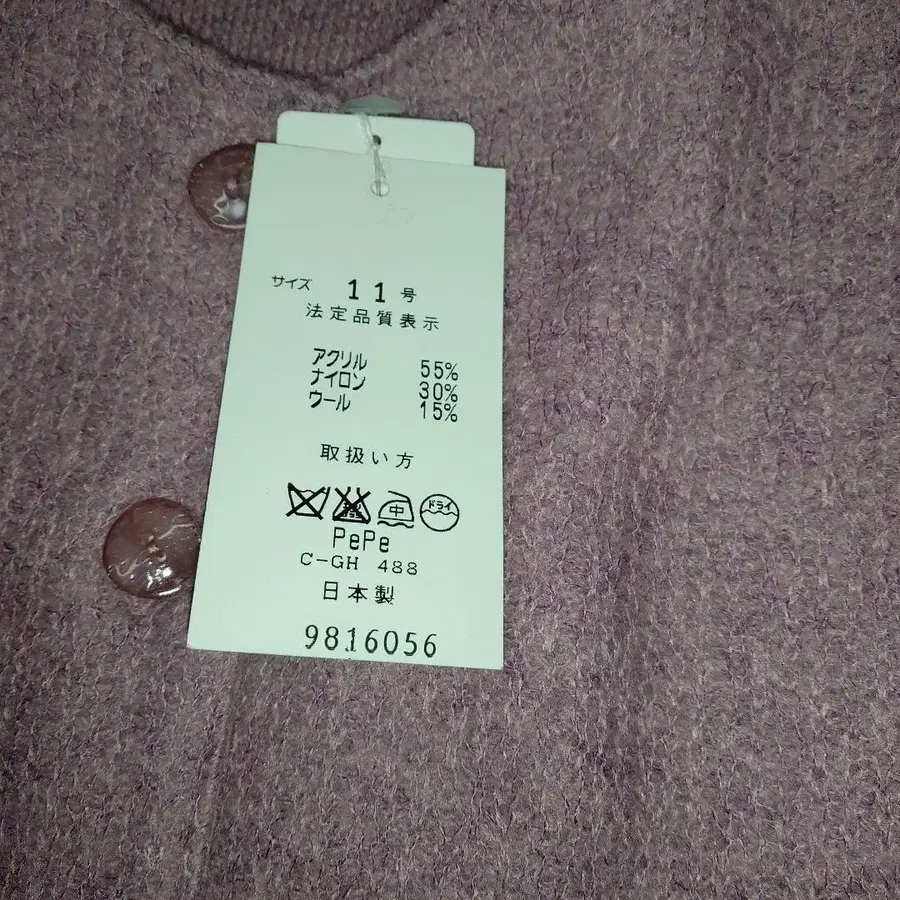 サイズ 11号
法定品質表示
アクリル 55%
ナイロン 30%
ウール 15%
取扱い方
中 ドライ
PePe
C-GH 488
日本製
9816056